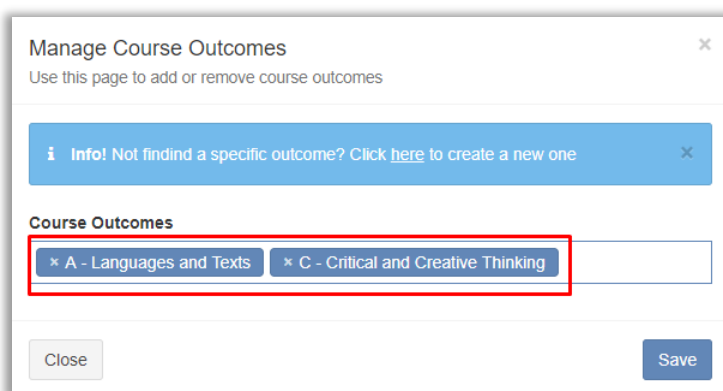 Manage Course Outcomes
×
Use this page to add or remove course outcomes
i Info! Not findind a specific outcome? Click here to create a new one ×
Course Outcomes
× A - Languages and Texts × C - Critical and Creative Thinking
Close Save